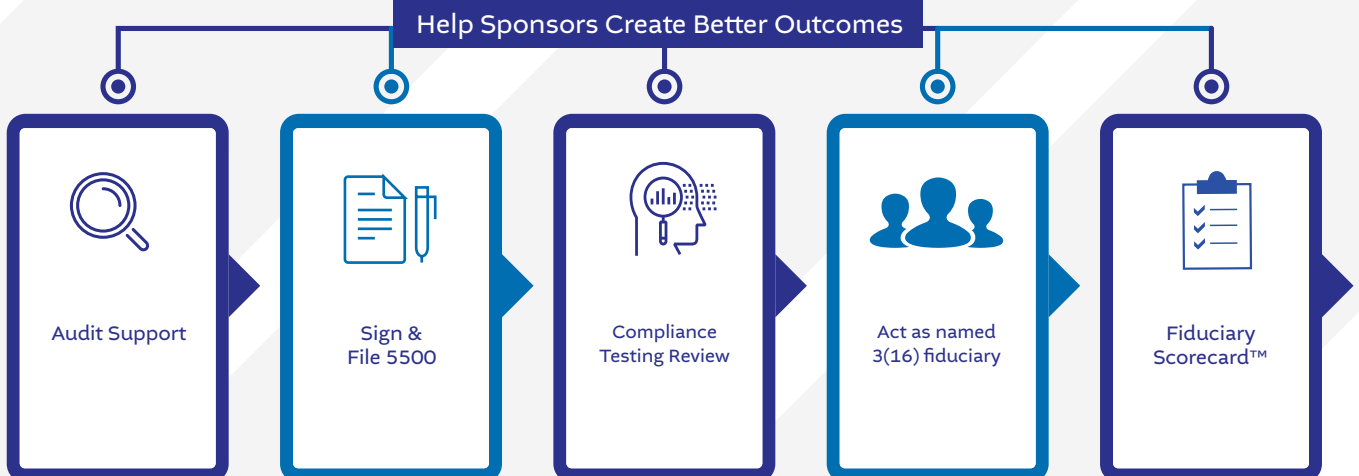 Help Sponsors Create Better Outcomes
Audit Support
Sign &
File 5500
Compliance
Testing Review
Act as named
3(16) fiduciary
Fiduciary
Scorecard™